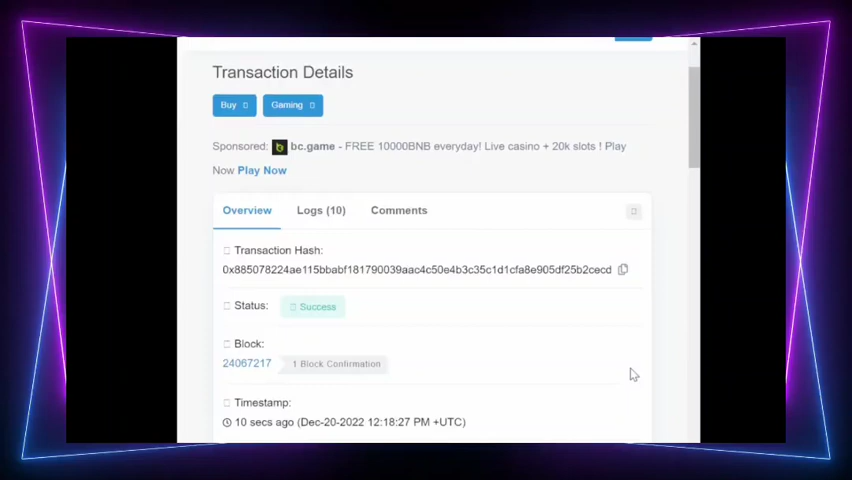 Transaction Details
Buy
Gaming
Sponsored: bc.game - FREE 10000BNB everyday! Live casino + 20k slots ! Play
Now Play Now
Overview
Logs (10)
Comments
Transaction Hash:
0x885078224ae115bbabf181790039aac4c50e4b3c35c1d1cfa8e905df25b2cecd
Status: Success
Block:
24067217 1 Block Confirmation
Timestamp:
10 secs ago (Dec-20-2022 12:18:27 PM +UTC)